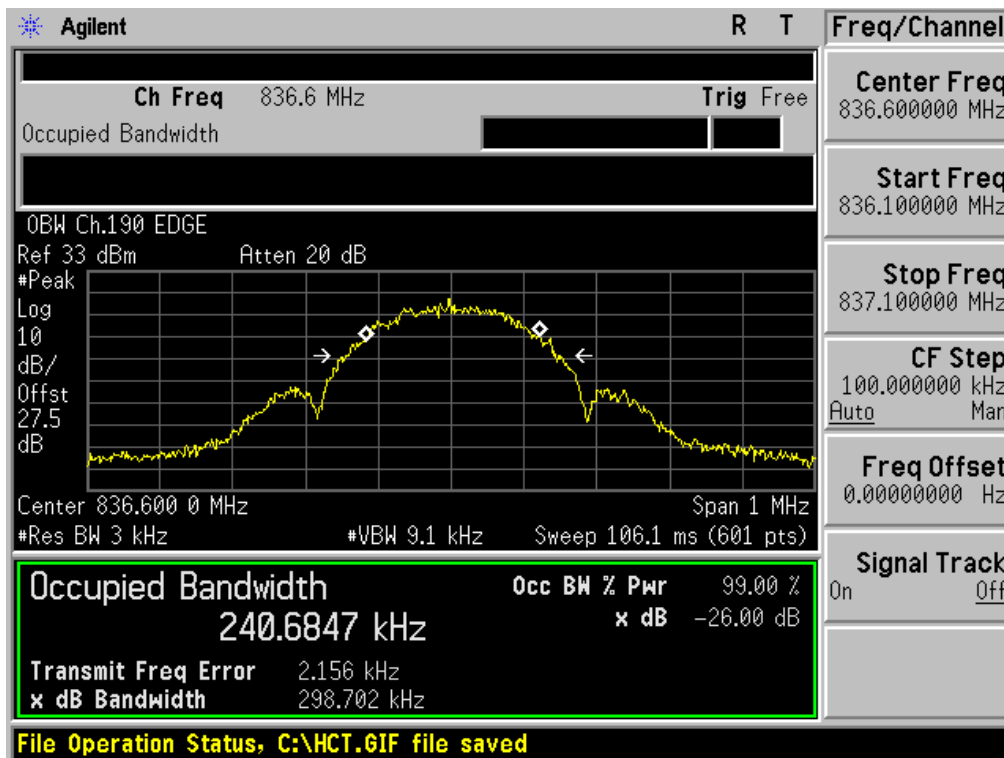 Agilent R T Freq/Channel
Ch Freq 836.6 MHz Trig Free
Occupied Bandwidth
OBW Ch.190 EDGE
Ref 33 dBm Atten 20 dB
#Peak
Log
10
dB/
Offst
27.5
dB
Center 836.600 0 MHz Span 1 MHz
#Res BW 3 kHz #VBW 9.1 kHz Sweep 106.1 ms (601 pts)
Occupied Bandwidth Occ BW % Pwr 99.00 %
240.6847 kHz x dB -26.00 dB
Transmit Freq Error 2.156 kHz
x dB Bandwidth 298.702 kHz
File Operation Status, C:\HCT.GIF file saved
Center Freq
836.600000 MHz
Start Freq
836.100000 MHz
Stop Freq
837.100000 MHz
CF Step
100.000000 kHz
Auto Man
Freq Offset
0.00000000 Hz
Signal Track
On Off